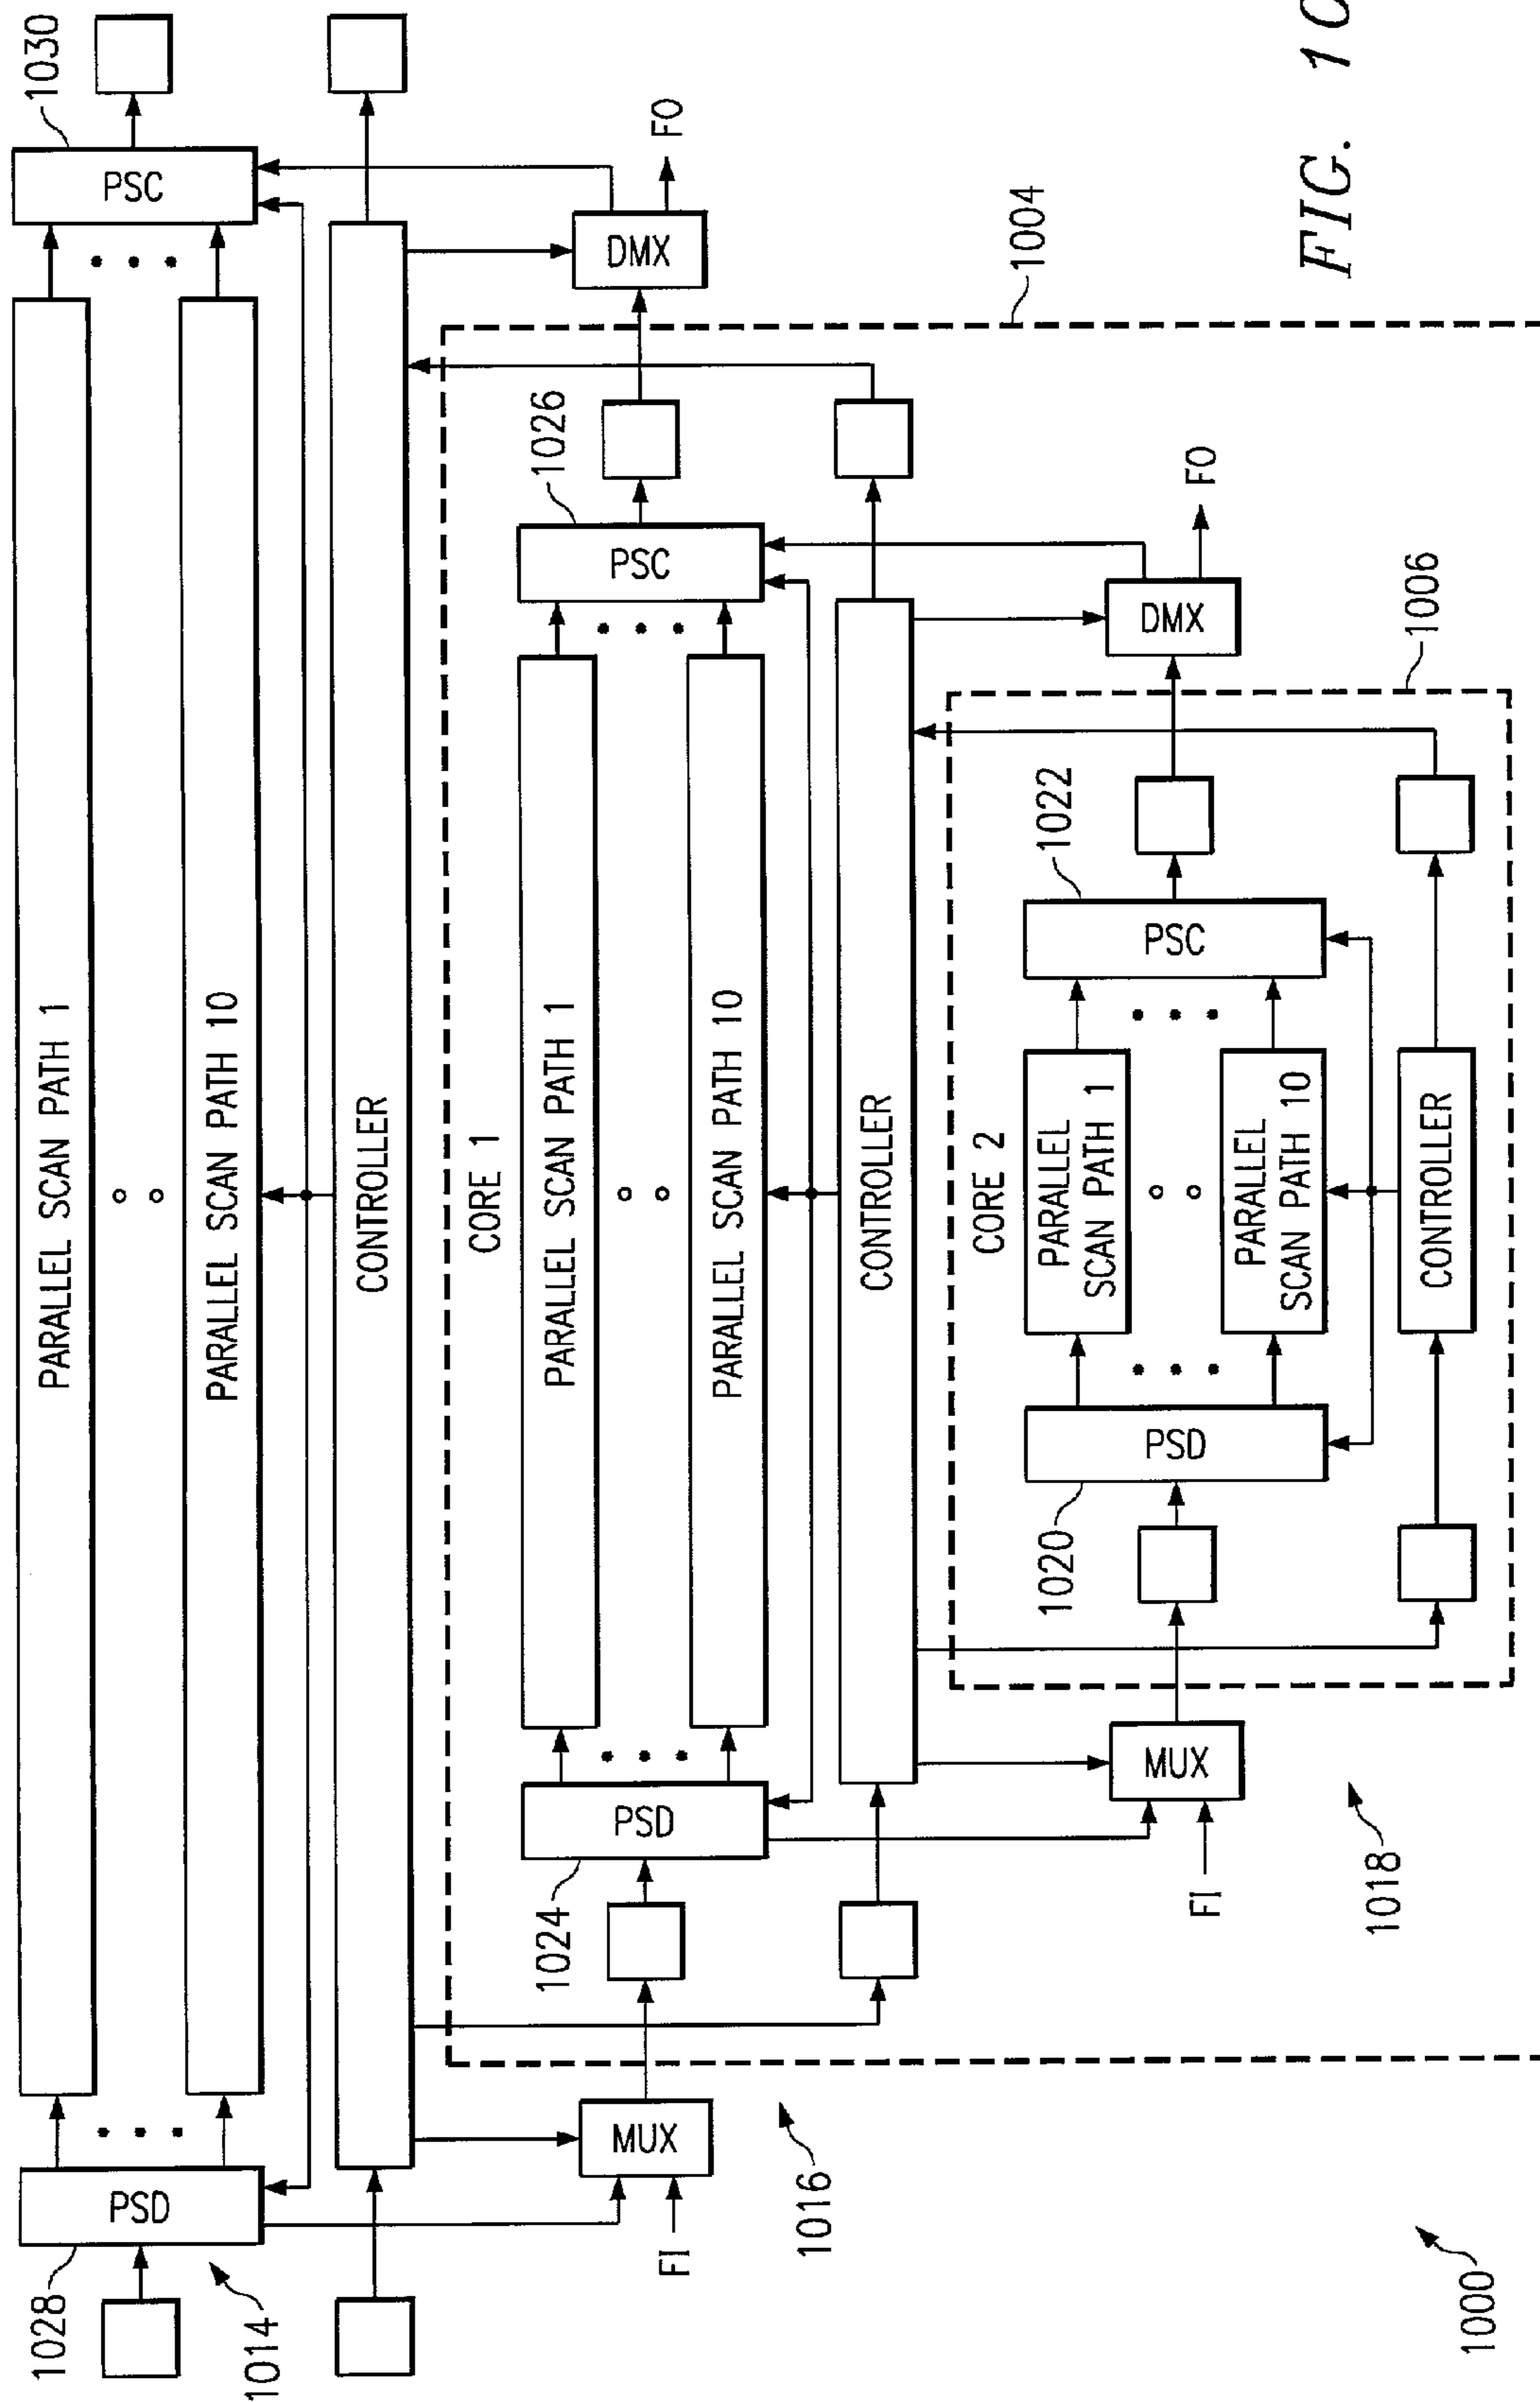 1028
PSD
1014
PARALLEL SCAN PATH 1
PARALLEL SCAN PATH 10
PSC
1030
CONTROLLER
FI
MUX
1016
DMX
FO
1004
CORE 1
1024
PSD
PARALLEL SCAN PATH 1
PARALLEL SCAN PATH 10
PSC
1026
CONTROLLER
FI
MUX
1018
DMX
FO
1006
CORE 2
1020
PSD
PARALLEL
SCAN PATH 1
PARALLEL
SCAN PATH 10
PSC
1022
CONTROLLER
1000
FIG. 10